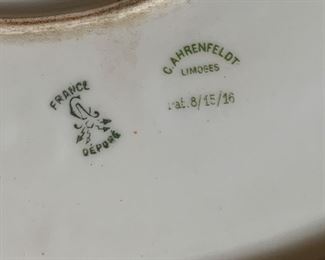 FRANCE
DÉPOSÉ
C. AHRENFELDT
LIMOGES
Pat. 8/15/16